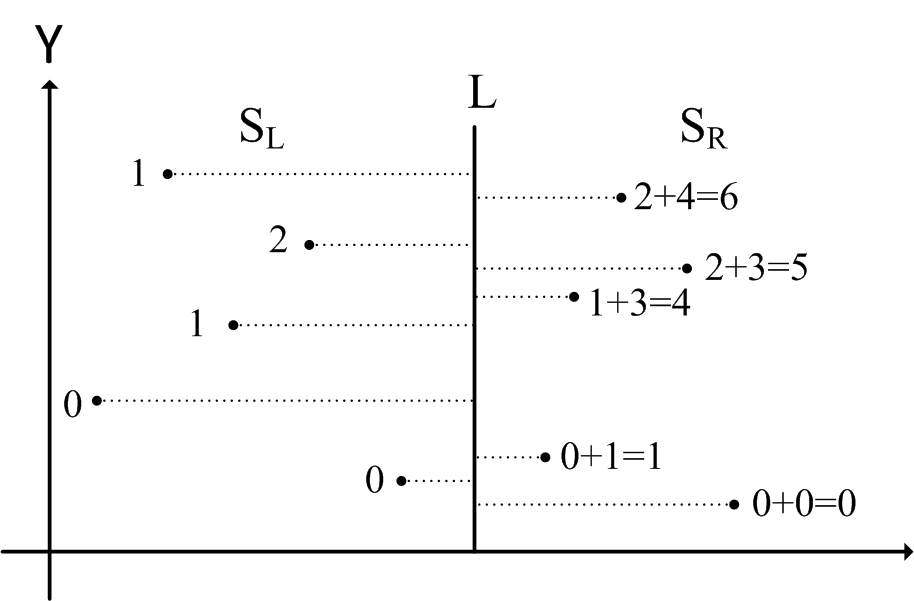 Y
L
S_L
S_R
1
2+4=6
2
2+3=5
1+3=4
1
0
0+1=1
0
0+0=0